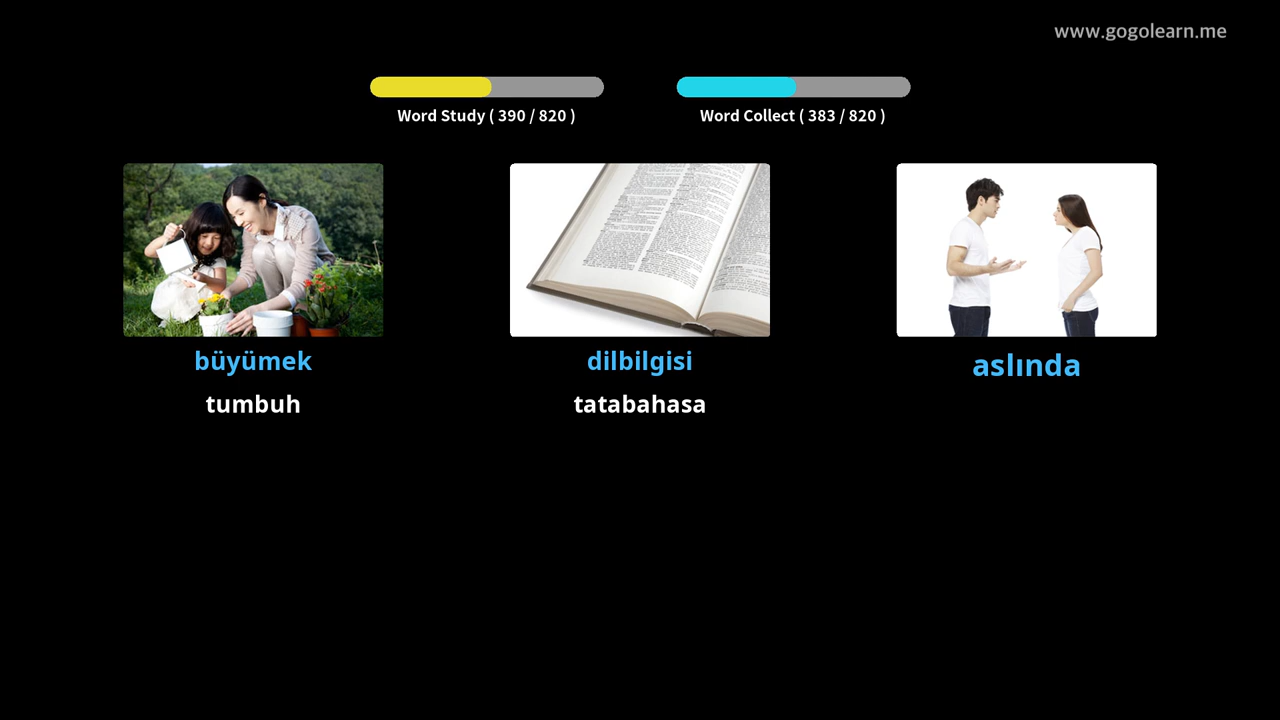 www.gogolearn.me
Word Study ( 390 / 820 )
Word Collect ( 383 / 820 )
büyümek
tumbuh
dilbilgisi
tatabahasa
aslında